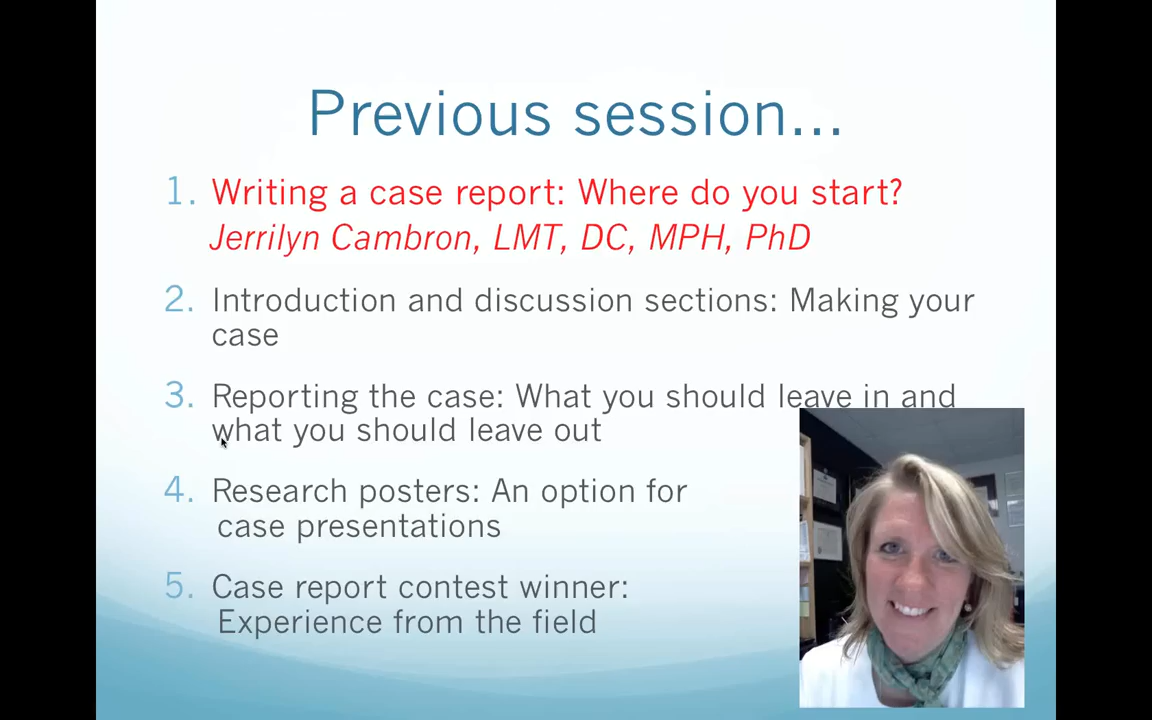 Previous session...
1. Writing a case report: Where do you start?
Jerrilyn Cambron, LMT, DC, MPH, PhD
2. Introduction and discussion sections: Making your
case
3. Reporting the case: What you should leave in and
what you should leave out
4. Research posters: An option for
case presentations
5. Case report contest winner:
Experience from the field